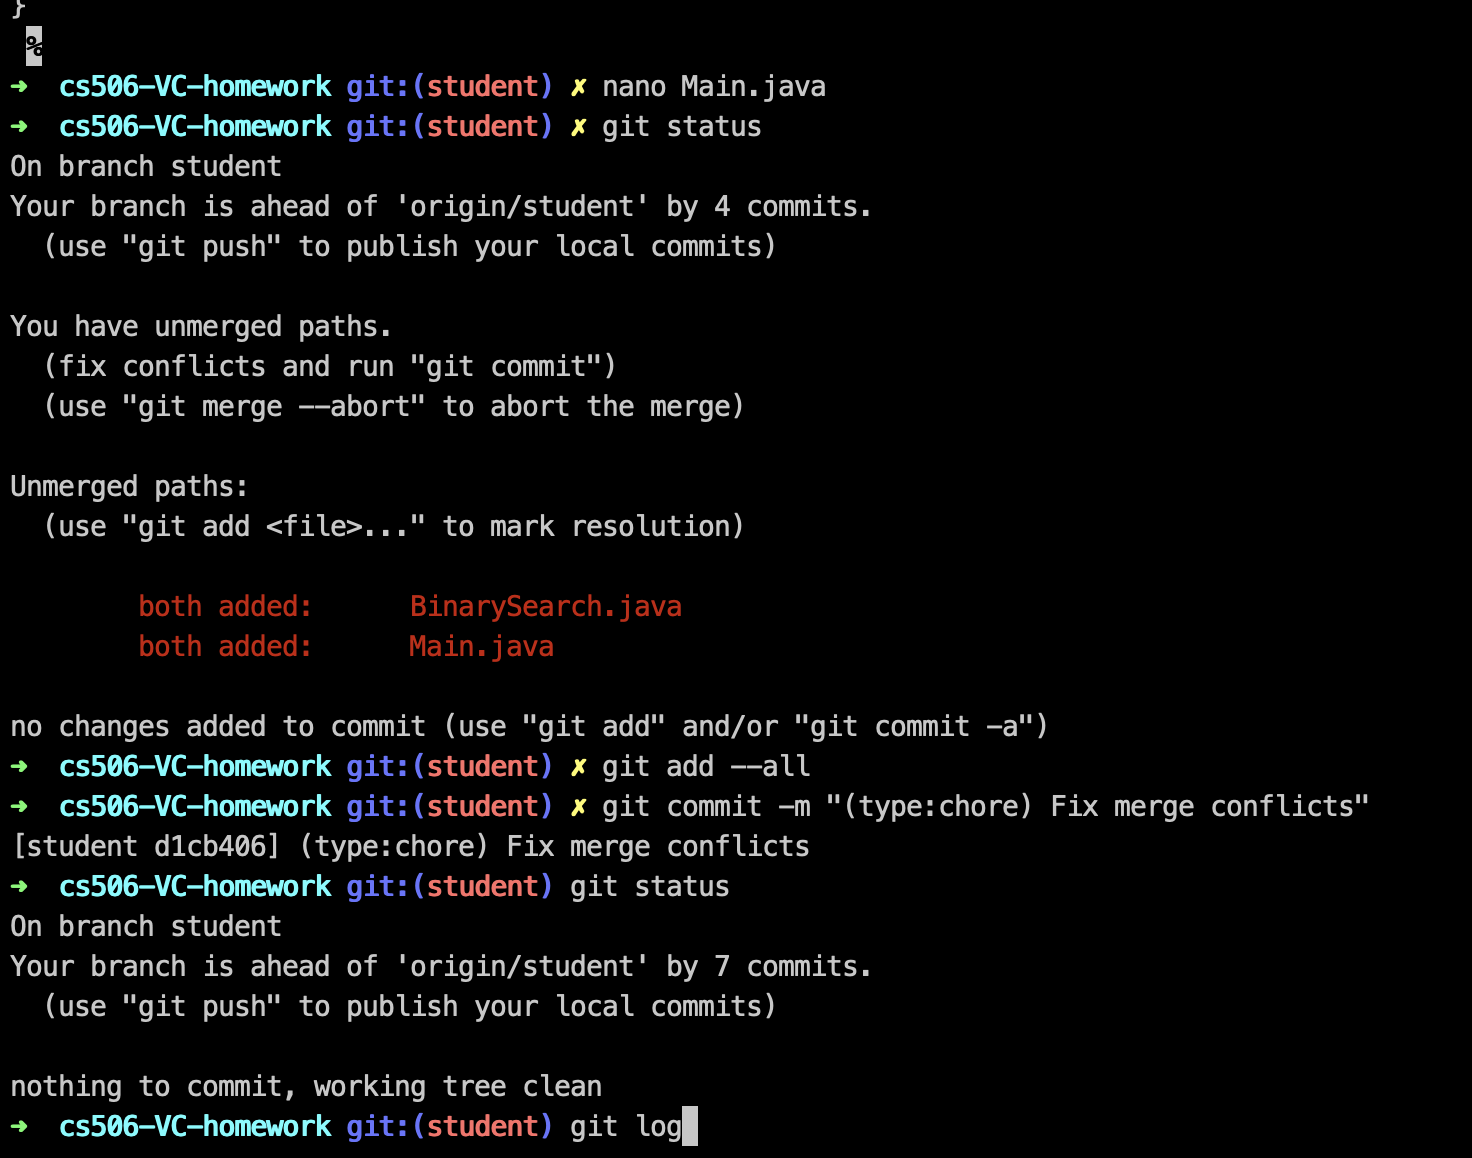 }
%
➜  cs506-VC-homework git:(student) ✗ nano Main.java
➜  cs506-VC-homework git:(student) ✗ git status
On branch student
Your branch is ahead of 'origin/student' by 4 commits.
  (use "git push" to publish your local commits)

You have unmerged paths.
  (fix conflicts and run "git commit")
  (use "git merge --abort" to abort the merge)

Unmerged paths:
  (use "git add <file>..." to mark resolution)

        both added:      BinarySearch.java
        both added:      Main.java

no changes added to commit (use "git add" and/or "git commit -a")
➜  cs506-VC-homework git:(student) ✗ git add --all
➜  cs506-VC-homework git:(student) ✗ git commit -m "(type:chore) Fix merge conflicts"
[student d1cb406] (type:chore) Fix merge conflicts
➜  cs506-VC-homework git:(student) git status
On branch student
Your branch is ahead of 'origin/student' by 7 commits.
  (use "git push" to publish your local commits)

nothing to commit, working tree clean
➜  cs506-VC-homework git:(student) git log